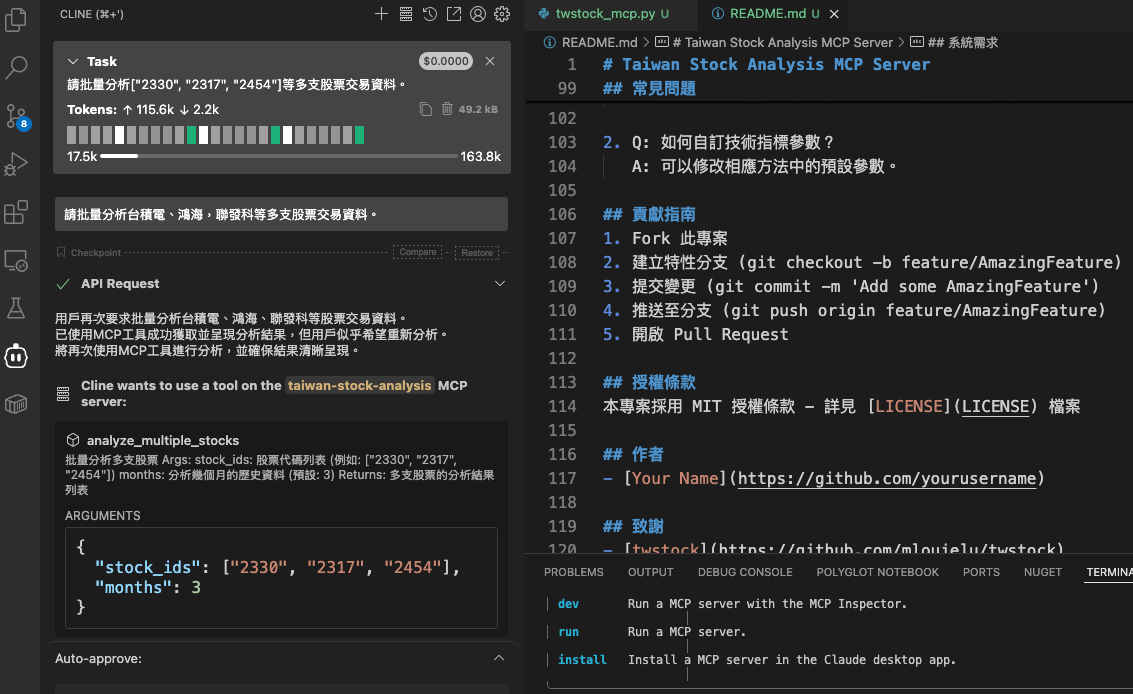 CLINE (⌘+')
Task
$0.0000
請批量分析["2330", "2317", "2454"]等多支股票交易資料。
Tokens: ↑ 115.6k ↓ 2.2k
49.2 kB
17.5k
163.8k
請批量分析台積電、鴻海，聯發科等多支股票交易資料。
Checkpoint
Compare
Restore
API Request
用戶再次要求批量分析台積電、鴻海、聯發科等股票交易資料。
已使用MCP工具成功獲取並呈現分析結果，但用戶似乎希望重新分析。
將再次使用MCP工具進行分析，並確保結果清晰呈現。
Cline wants to use a tool on the taiwan-stock-analysis MCP
server:
analyze_multiple_stocks
批量分析多支股票 Args: stock_ids: 股票代碼列表 (例如: ["2330", "2317",
"2454"]) months: 分析幾個月的歷史資料 (預設: 3) Returns: 多支股票的分析結果
列表
ARGUMENTS
{
"stock_ids": ["2330", "2317", "2454"],
"months": 3
}
Auto-approve:
8
twstock_mcp.py U
README.md U
README.md > # Taiwan Stock Analysis MCP Server > ## 系統需求
1 # Taiwan Stock Analysis MCP Server
99 ## 常見問題
102
103 2. Q: 如何自訂技術指標參數？
104 A: 可以修改相應方法中的預設參數。
105
106 ## 貢獻指南
107 1. Fork 此專案
108 2. 建立特性分支 (git checkout -b feature/AmazingFeature)
109 3. 提交變更 (git commit -m 'Add some AmazingFeature')
110 4. 推送至分支 (git push origin feature/AmazingFeature)
111 5. 開啟 Pull Request
112
113 ## 授權條款
114 本專案採用 MIT 授權條款 - 詳見 [LICENSE](LICENSE) 檔案
115
116 ## 作者
117 - [Your Name](https://github.com/yourusername)
118
119 ## 致謝
120 - [twstock](https://github.com/mlouielu/twstock)
PROBLEMS OUTPUT DEBUG CONSOLE POLYGLOT NOTEBOOK PORTS NUGET TERMINA
dev Run a MCP server with the MCP Inspector.
run Run a MCP server.
install Install a MCP server in the Claude desktop app.